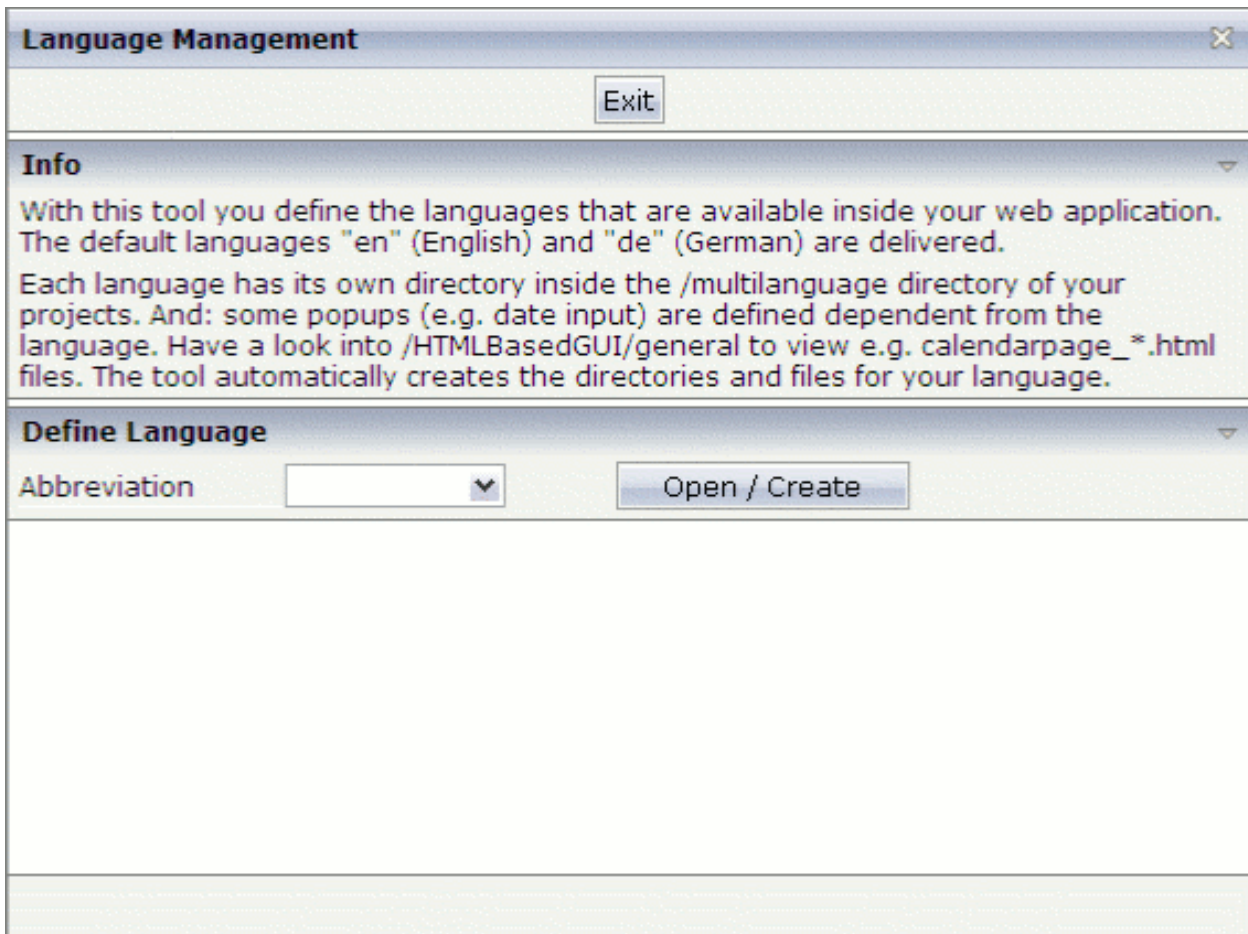 Language Management
Exit
Info
With this tool you define the languages that are available inside your web application.
The default languages "en" (English) and "de" (German) are delivered.
Each language has its own directory inside the /multilanguage directory of your
projects. And: some popups (e.g. date input) are defined dependent from the
language. Have a look into /HTMLBasedGUI/general to view e.g. calendarpage_*.html
files. The tool automatically creates the directories and files for your language.
Define Language
Abbreviation Open / Create